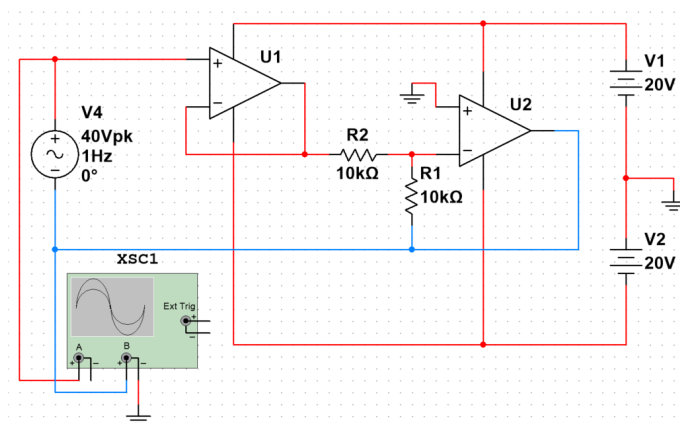 U1
V1
20V
V4
40Vpk
1Hz
0°
U2
R2
10kΩ
R1
10kΩ
V2
20V
XSC1
Ext Trig
A
B